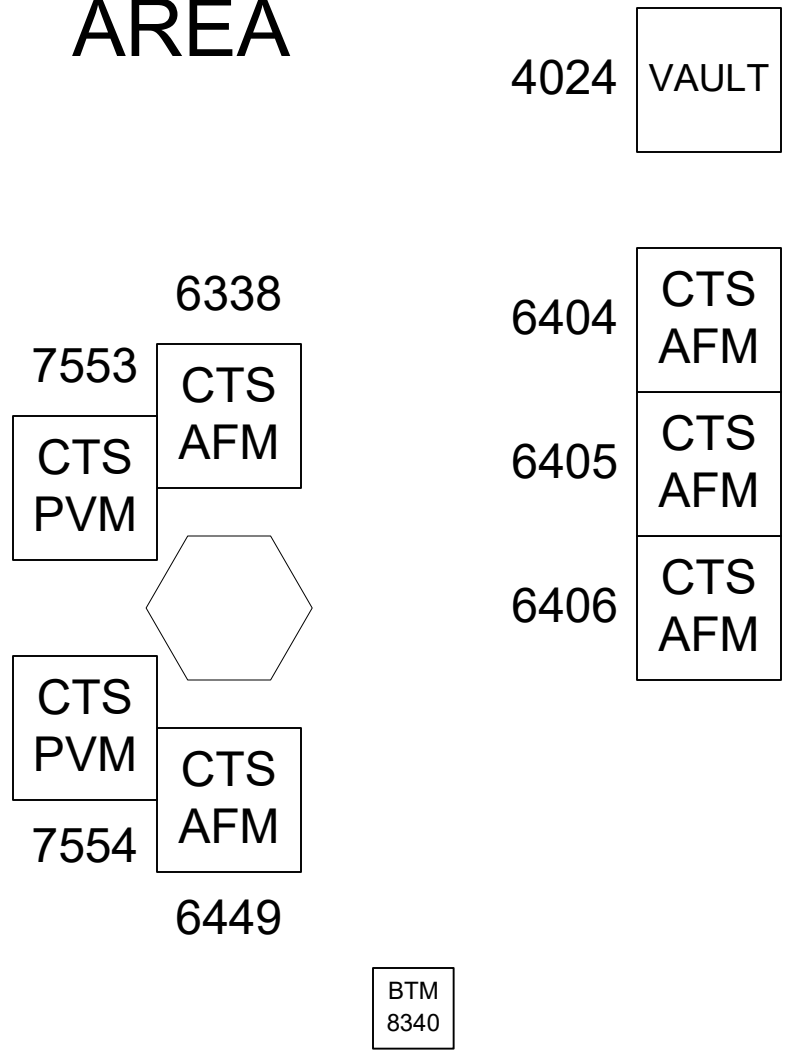 AREA
4024
VAULT
6338
7553
CTS
AFM
CTS
PVM
6404
CTS
AFM
6405
CTS
AFM
6406
CTS
AFM
CTS
PVM
7554
CTS
AFM
6449
BTM
8340